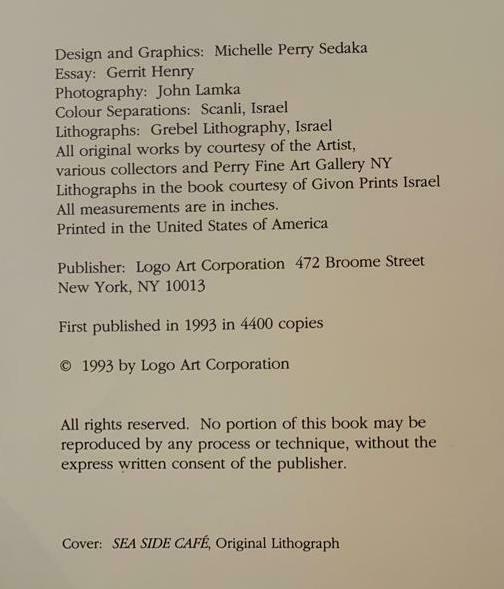 Design and Graphics: Michelle Perry Sedaka
Essay: Gerrit Henry
Photography: John Lamka
Colour Separations: Scanli, Israel
Lithographs: Grebel Lithography, Israel
All original works by courtesy of the Artist,
various collectors and Perry Fine Art Gallery NY
Lithographs in the book courtesy of Givon Prints Israel
All measurements are in inches.
Printed in the United States of America
Publisher: Logo Art Corporation 472 Broome Street
New York, NY 10013
First published in 1993 in 4400 copies
© 1993 by Logo Art Corporation
All rights reserved. No portion of this book may be
reproduced by any process or technique, without the
express written consent of the publisher.
Cover: SEA SIDE CAFÉ, Original Lithograph